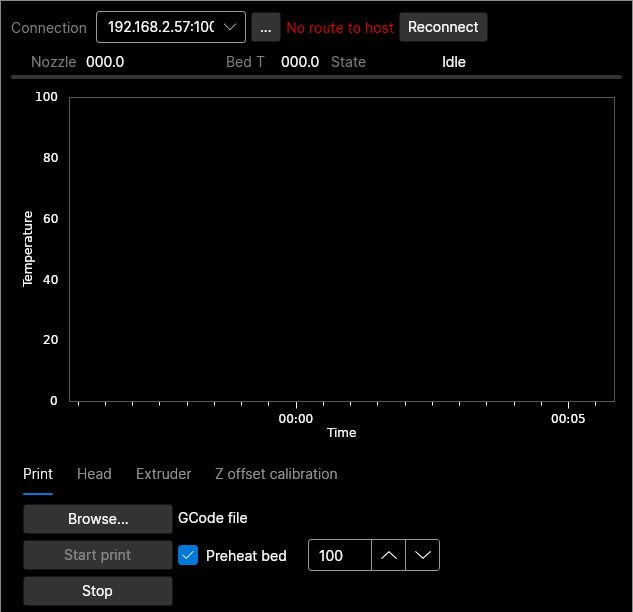 Connection 192.168.2.57:100 ... No route to host Reconnect
Nozzle 000.0 Bed T 000.0 State Idle
100
80
60
40
20
0
Temperature
00:00 00:05
Time
Print Head Extruder Z offset calibration
Browse... GCode file
Start print Preheat bed 100
Stop